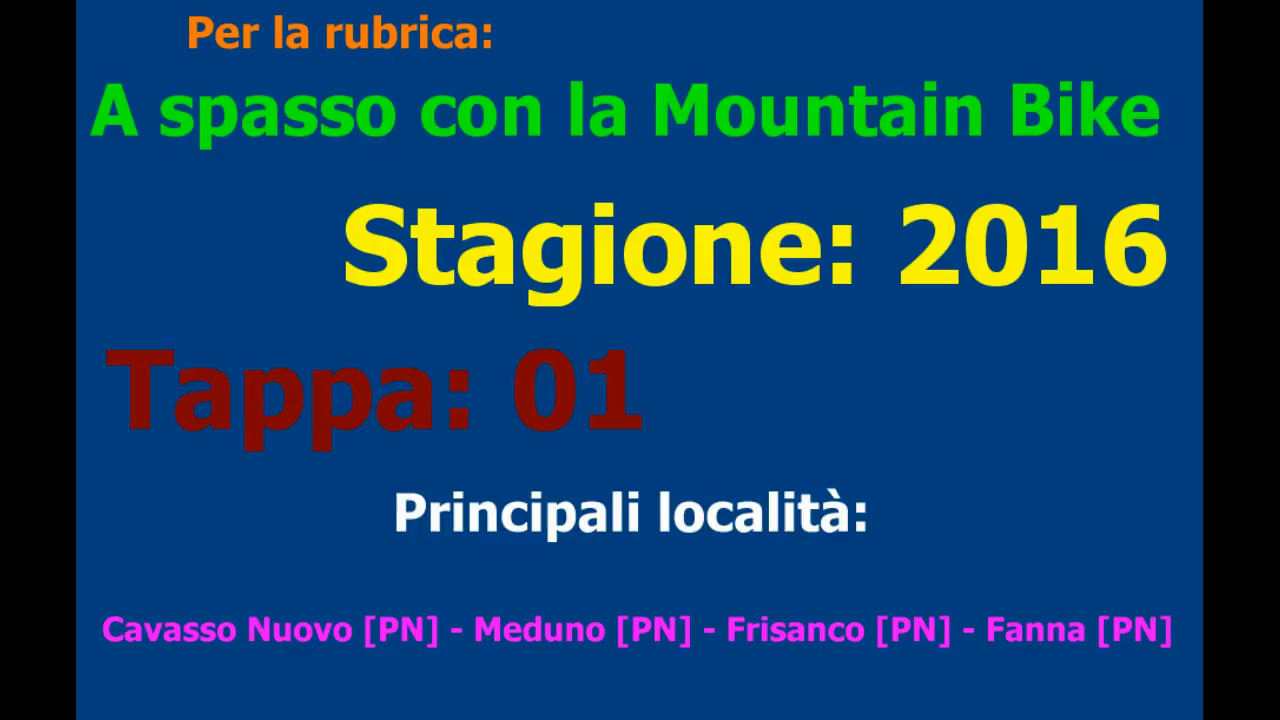 Per la rubrica:
A spasso con la Mountain Bike
Stagione: 2016
Tappa: 01
Principali località:
Cavasso Nuovo [PN] - Meduno [PN] - Frisanco [PN] - Fanna [PN]